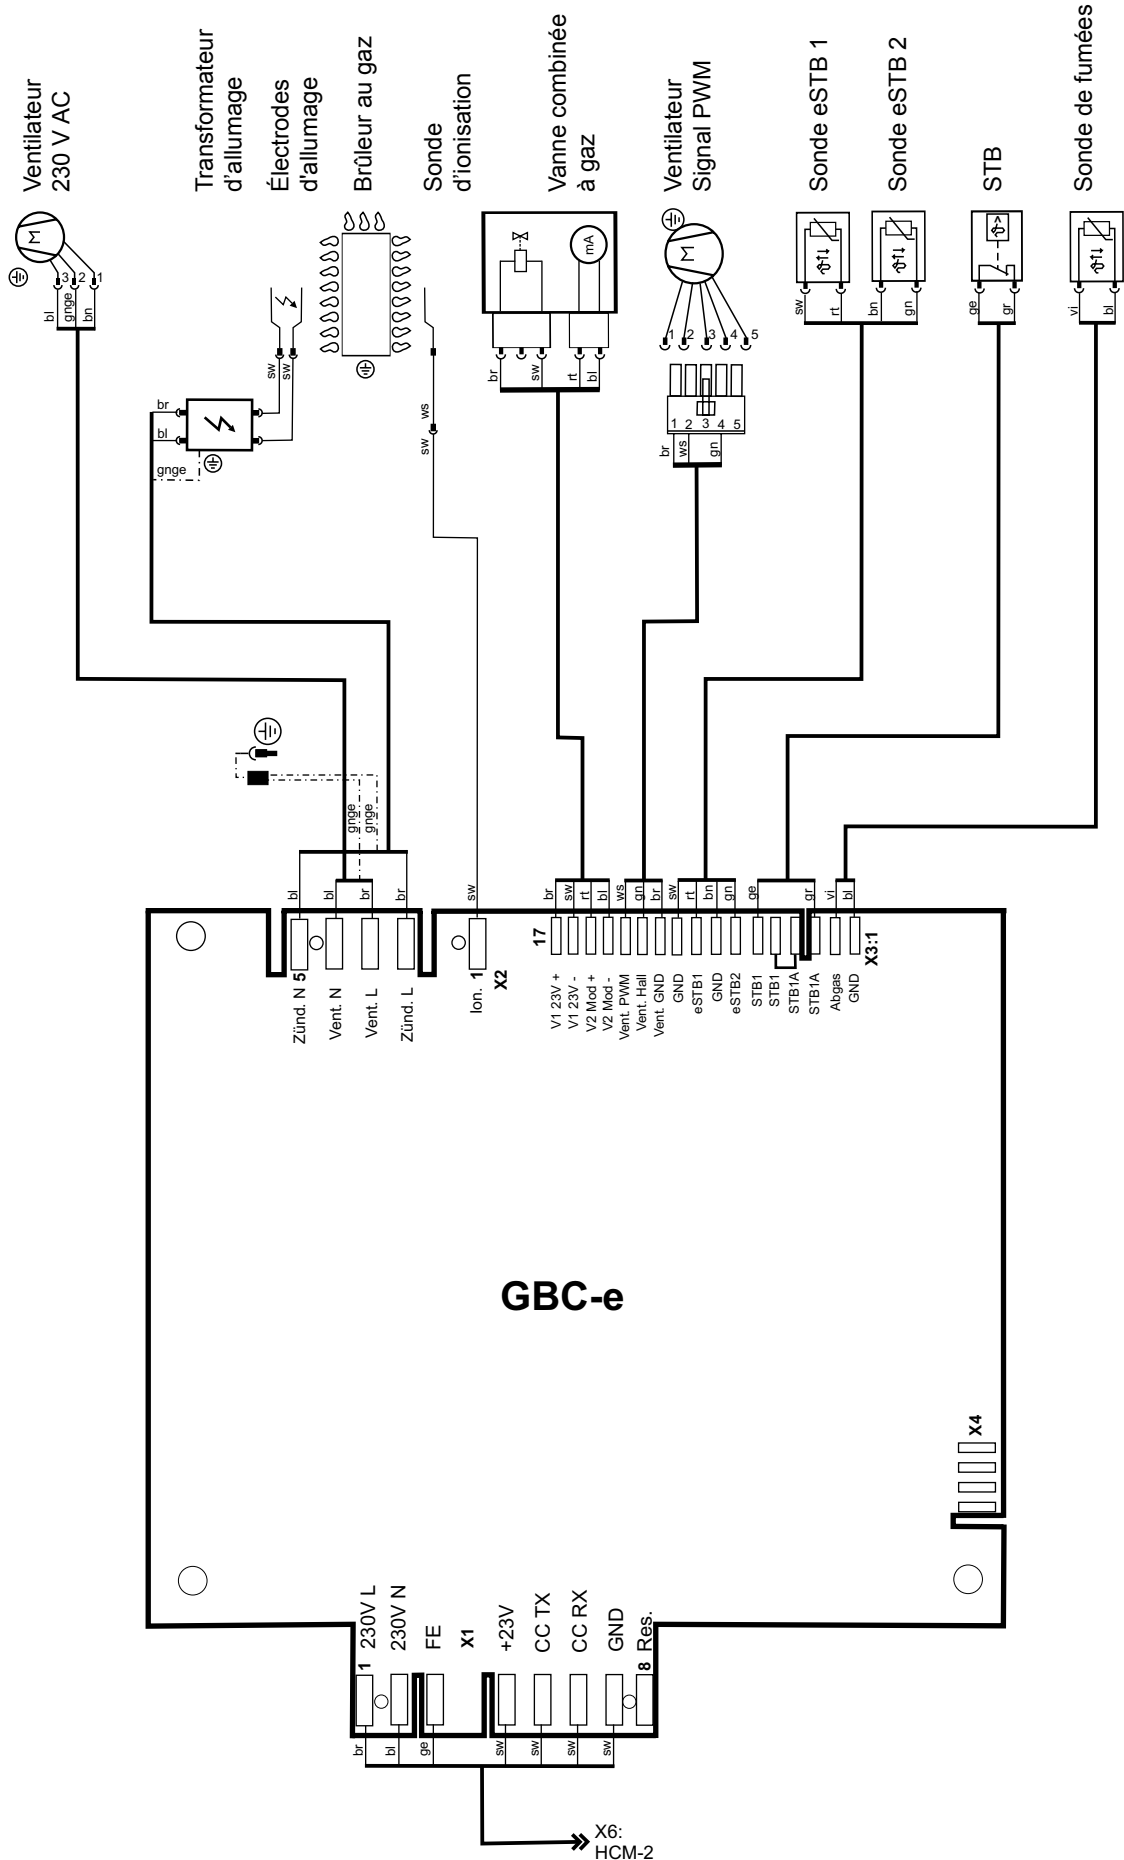 Ventilateur
230 V AC
Transformateur
d'allumage
Électrodes
d'allumage
Brûleur au gaz
Sonde
d'ionisation
Vanne combinée
à gaz
Ventilateur
Signal PWM
Sonde eSTB 1
Sonde eSTB 2
STB
Sonde de fumées
M
3
2
1
bl
gnge
bn
br
bl
gnge
sw
sw
ws
sw
mA
br
sw
rt
bl
M
1
2
3
4
5
1
2
3
4
5
br
ws
gn
sw
rt
bn
gn
ϑ
ϑ
ϑ>
ge
gr
ϑ
vi
bl
gnge
gnge
bl
bl
br
br
sw
br
sw
rt
bl
ws
gn
br
sw
rt
bn
gn
ge
gr
vi
bl
Zünd. N 5
Vent. N
Vent. L
Zünd. L
Ion. 1
X2
17
V1 23V +
V1 23V -
V2 Mod +
V2 Mod -
Vent. PWM
Vent. Hall
Vent. GND
GND
eSTB1
GND
eSTB2
STB1
STB1
STB1A
STB1A
Abgas
GND
X3:1
GBC-e
X4
1 230V L
230V N
FE
X1
+23V
CC TX
CC RX
GND
8 Res.
br
bl
ge
sw
sw
sw
sw
X6:
HCM-2